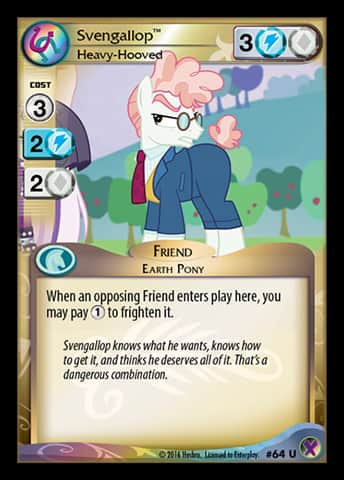 Svengallop™
Heavy-Hooved
3
COST
3
2
2
FRIEND
EARTH PONY
When an opposing Friend enters play here, you
may pay 1 to frighten it.
Svengallop knows what he wants, knows how
to get it, and thinks he deserves all of it. That's a
dangerous combination.
© 2016 Hasbro. Licensed to Enterplay. #64 U